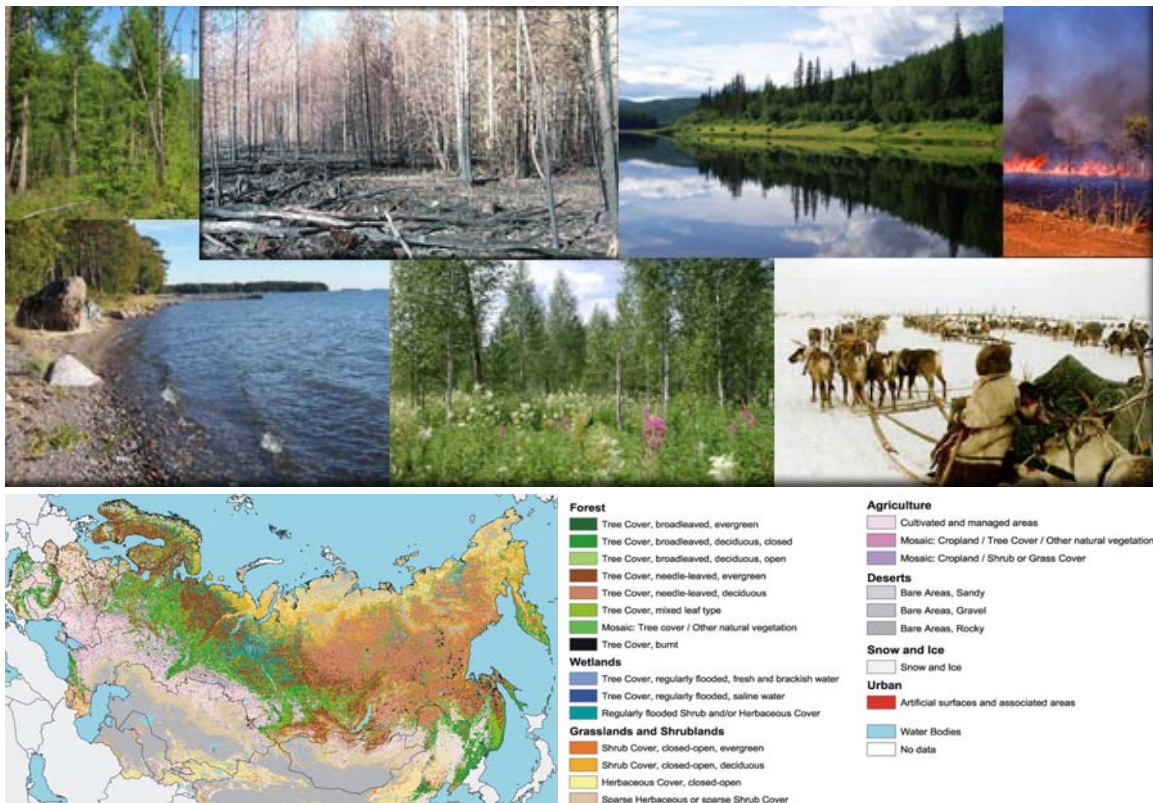 Forest
Tree Cover, broadleaved, evergreen
Tree Cover, broadleaved, deciduous, closed
Tree Cover, broadleaved, deciduous, open
Tree Cover, needle-leaved, evergreen
Tree Cover, needle-leaved, deciduous
Tree Cover, mixed leaf type
Mosaic: Tree cover / Other natural vegetation
Tree Cover, burnt
Wetlands
Tree Cover, regularly flooded, fresh and brackish water
Tree Cover, regularly flooded, saline water
Regularly flooded Shrub and/or Herbaceous Cover
Grasslands and Shrublands
Shrub Cover, closed-open, evergreen
Shrub Cover, closed-open, deciduous
Herbaceous Cover, closed-open
Sparse Herbaceous or sparse Shrub Cover
Agriculture
Cultivated and managed areas
Mosaic: Cropland / Tree Cover / Other natural vegetation
Mosaic: Cropland / Shrub or Grass Cover
Deserts
Bare Areas, Sandy
Bare Areas, Gravel
Bare Areas, Rocky
Snow and Ice
Snow and Ice
Urban
Artificial surfaces and associated areas
Water Bodies
No data